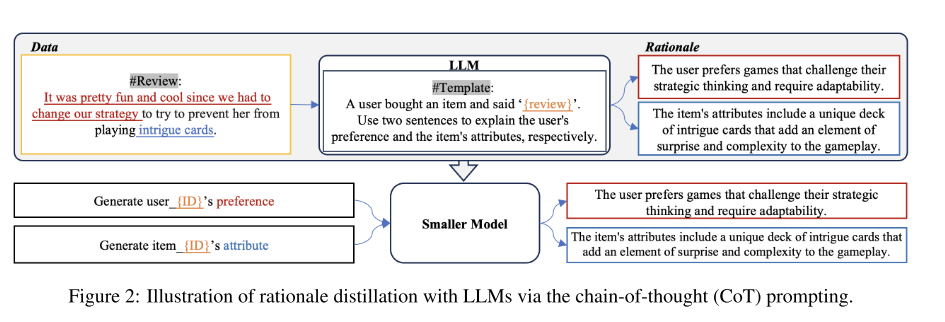 Data
#Review:
It was pretty fun and cool since we had to
change our strategy to try to prevent her from
playing intrigue cards.
LLM
#Template:
A user bought an item and said ‘{review}’.
Use two sentences to explain the user's
preference and the item's attributes, respectively.
Rationale
The user prefers games that challenge their
strategic thinking and require adaptability.
The item's attributes include a unique deck
of intrigue cards that add an element of
surprise and complexity to the gameplay.
Generate user_{ID}’s preference
Generate item_{ID}’s attribute
Smaller Model
The user prefers games that challenge their strategic
thinking and require adaptability.
The item's attributes include a unique deck of intrigue cards that
add an element of surprise and complexity to the gameplay.
Figure 2: Illustration of rationale distillation with LLMs via the chain-of-thought (CoT) prompting.